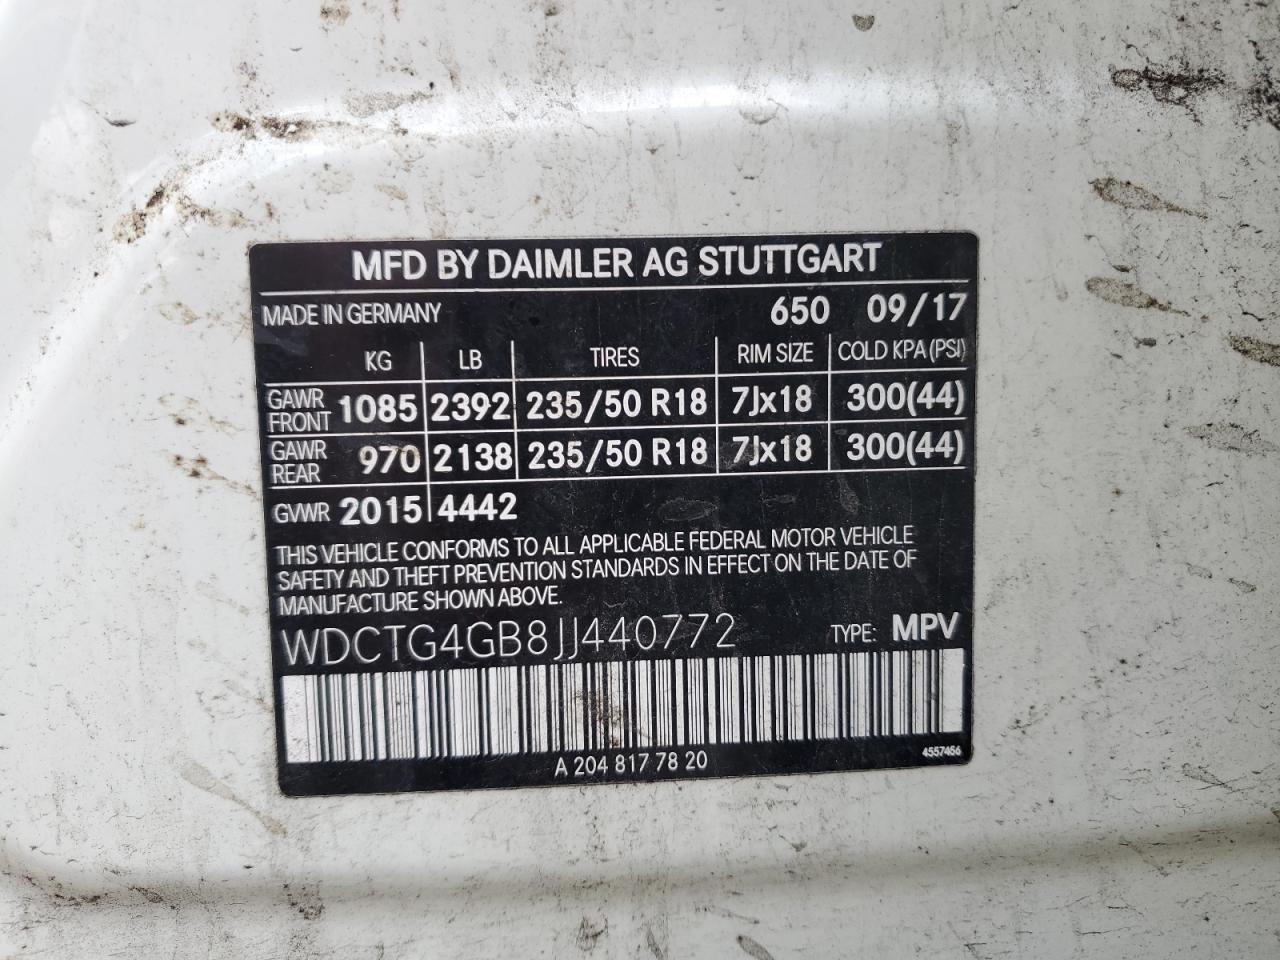 MFD BY DAIMLER AG STUTTGART
MADE IN GERMANY 650 09/17
KG LB TIRES RIM SIZE COLD KPA (PSI)
GAWR FRONT 1085 2392 235/50 R18 7Jx18 300(44)
GAWR REAR 970 2138 235/50 R18 7Jx18 300(44)
GVWR 2015 4442
THIS VEHICLE CONFORMS TO ALL APPLICABLE FEDERAL MOTOR VEHICLE
SAFETY AND THEFT PREVENTION STANDARDS IN EFFECT ON THE DATE OF
MANUFACTURE SHOWN ABOVE.
WDCTG4GB8JJ440772 TYPE: MPV
A 204 817 78 20 4557456